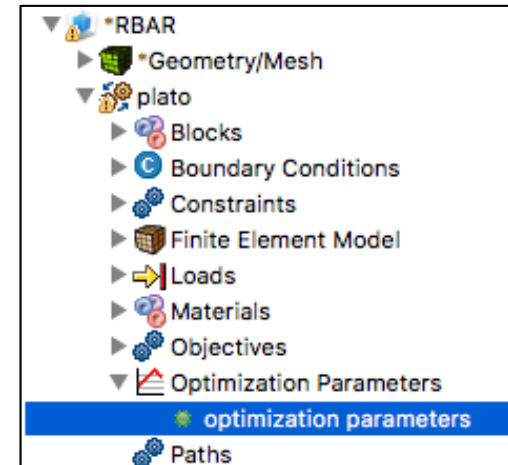 *RBAR
*Geometry/Mesh
plato
Blocks
C Boundary Conditions
Constraints
Finite Element Model
Loads
Materials
Objectives
Optimization Parameters
optimization parameters
Paths